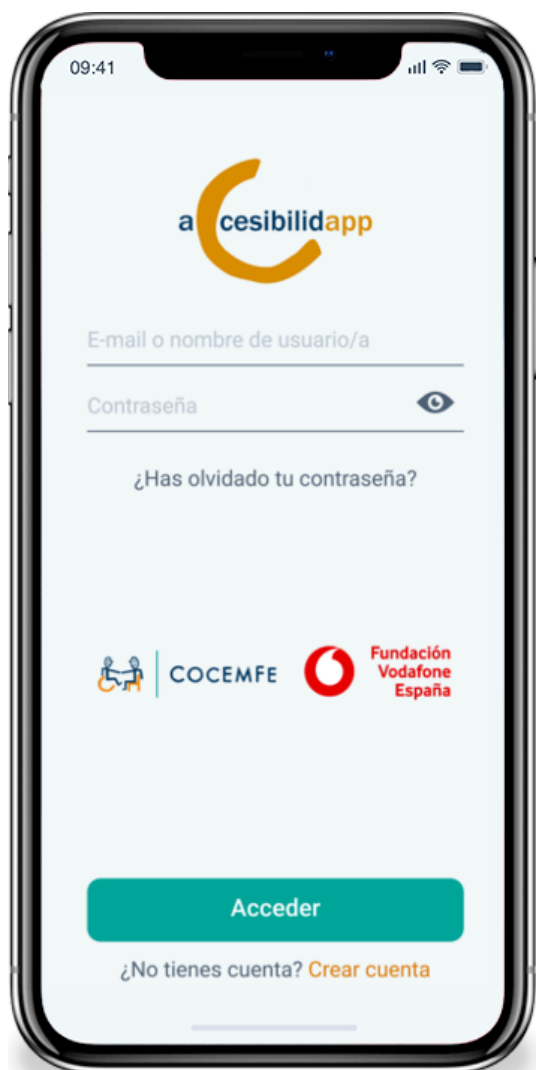 09:41
accesibilidapp
E-mail o nombre de usuario/a
Contraseña
¿Has olvidado tu contraseña?
COCEMFE
Fundación
Vodafone
España
Acceder
¿No tienes cuenta? Crear cuenta